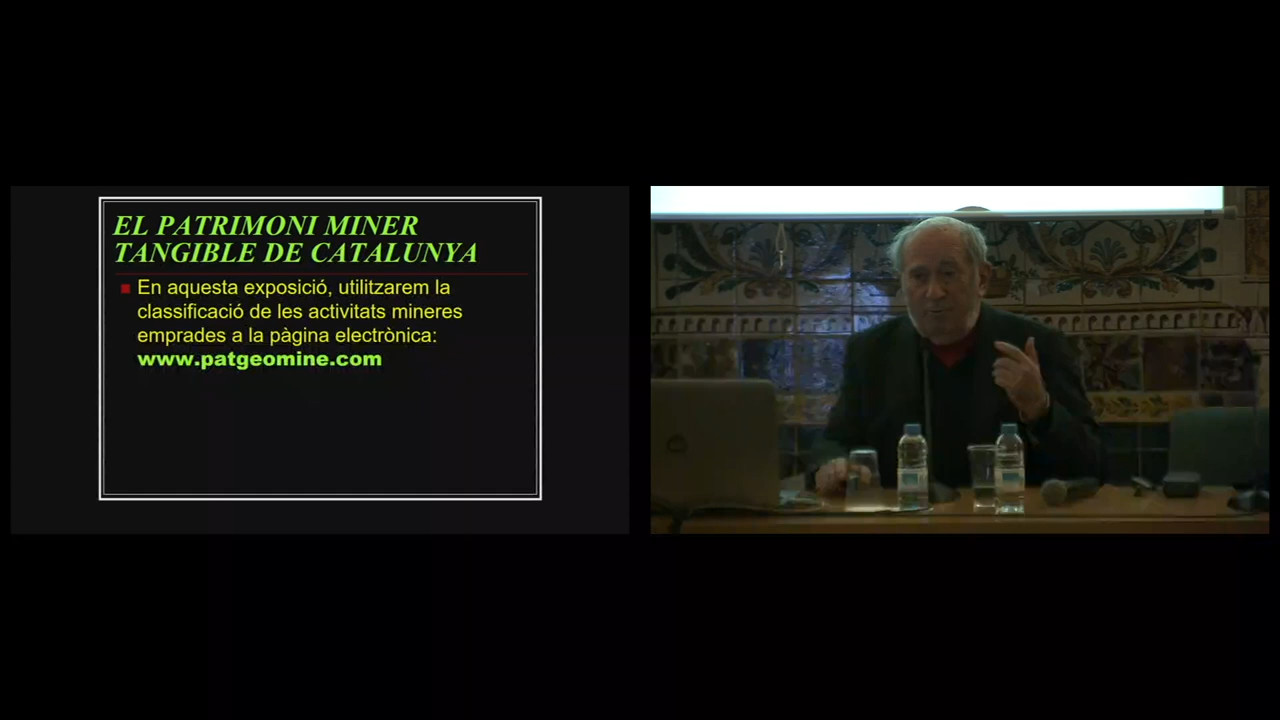 EL PATRIMONI MINER
TANGIBLE DE CATALUNYA
En aquesta exposició, utilitzarem la
classificació de les activitats mineres
emprades a la pàgina electrònica:
www.patgeomine.com